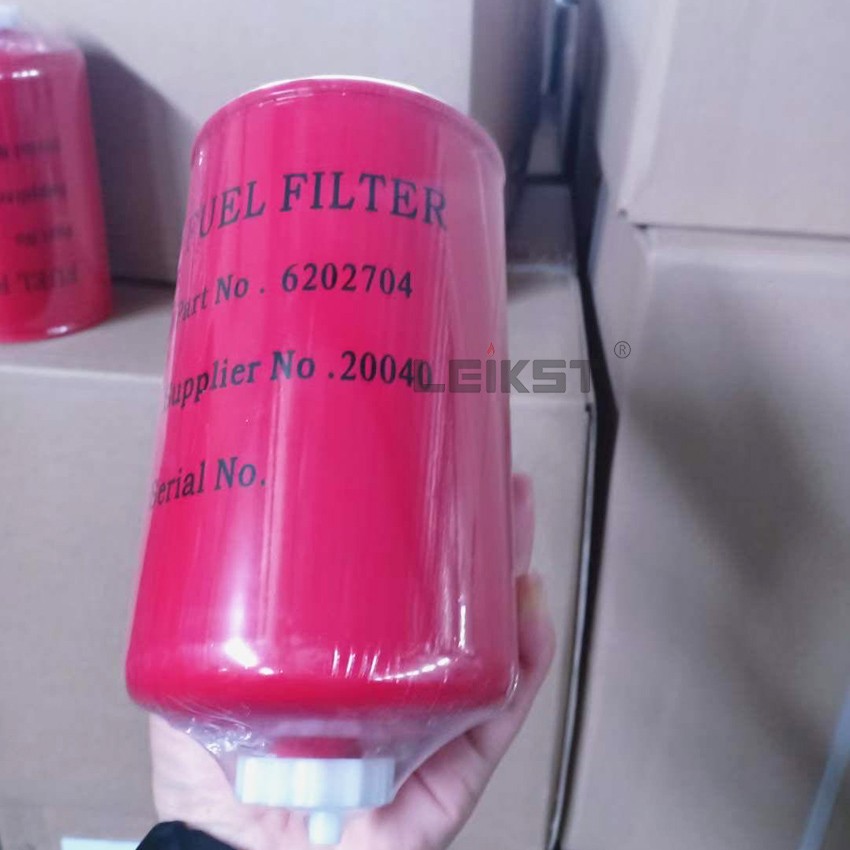 FUEL FILTER
Part No . 6202704
Supplier No .20040
Serial No.
LEIKST ®